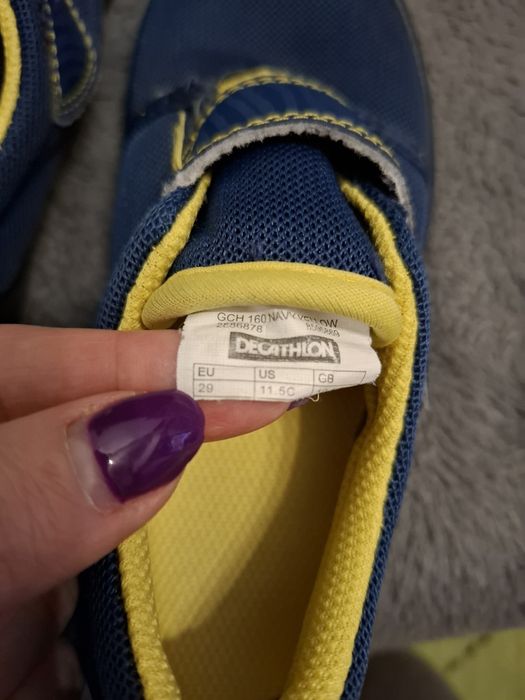 GCH 160 NAVY YELLOW
2586878
DECATHLON
EU US GB
29 11.5C